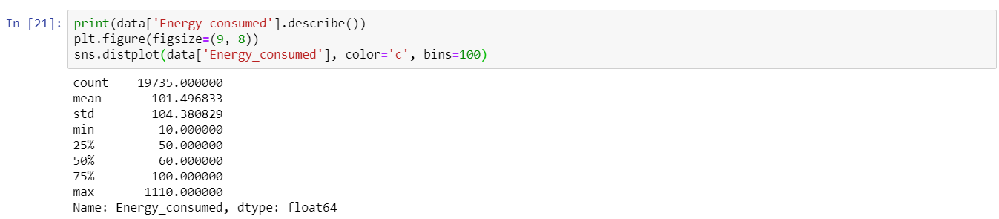 In [21]: print(data['Energy_consumed'].describe())
plt.figure(figsize=(9, 8))
sns.distplot(data['Energy_consumed'], color='c', bins=100)
count    19735.000000
mean       101.496833
std        104.380829
min         10.000000
25%         50.000000
50%         60.000000
75%        100.000000
max       1110.000000
Name: Energy_consumed, dtype: float64